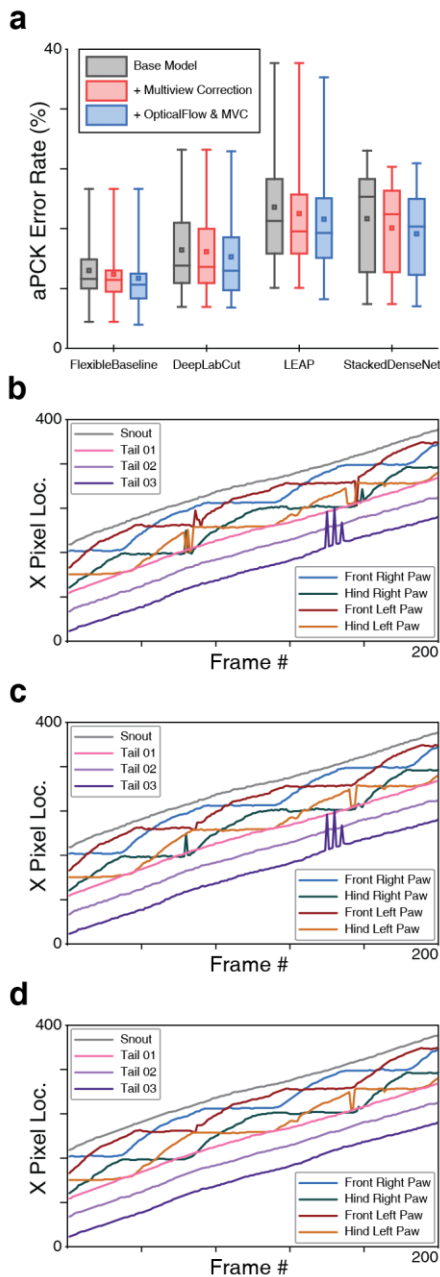 a
40
Base Model
+ Multiview Correction
+ OpticalFlow & MVC
aPCK Error Rate (%)
FlexibleBaseline DeepLabCut LEAP StackedDenseNet
b
400
Snout
Tail 01
Tail 02
Tail 03
X Pixel Loc.
Front Right Paw
Hind Right Paw
Front Left Paw
Hind Left Paw
0
Frame # 200
c
400
Snout
Tail 01
Tail 02
Tail 03
X Pixel Loc.
Front Right Paw
Hind Right Paw
Front Left Paw
Hind Left Paw
0
Frame # 200
d
400
Snout
Tail 01
Tail 02
Tail 03
X Pixel Loc.
Front Right Paw
Hind Right Paw
Front Left Paw
Hind Left Paw
0
Frame # 200